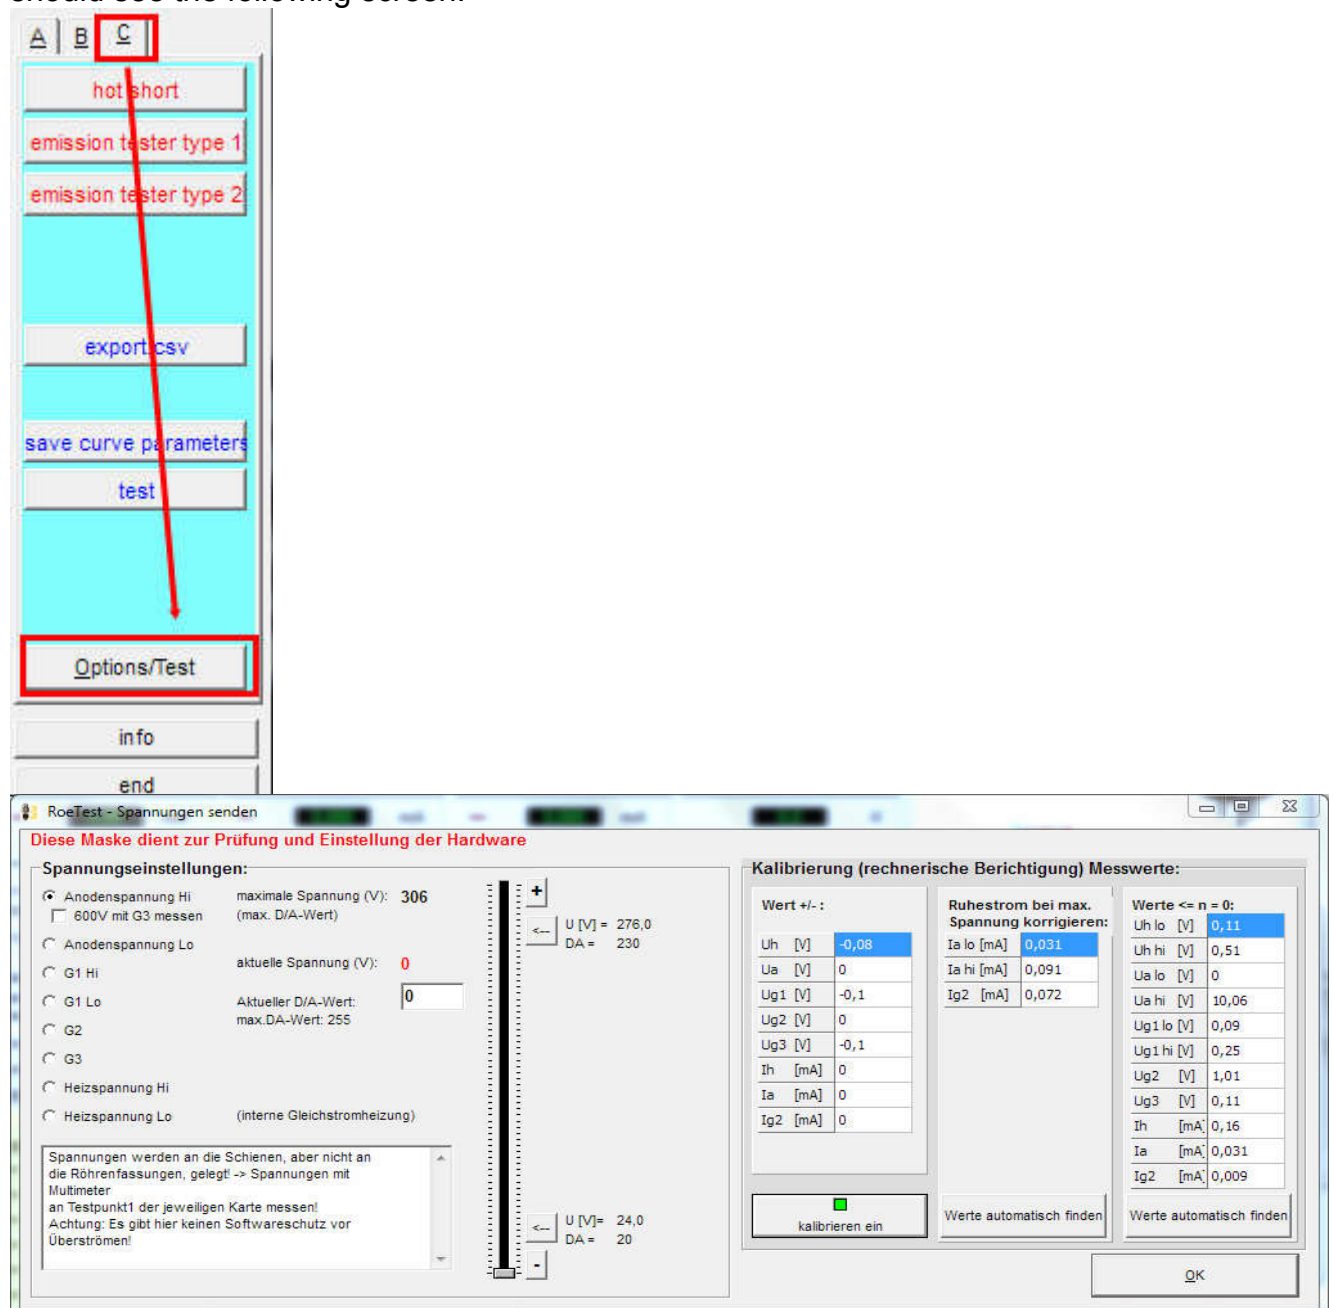 should see the following screen.
A B C
hot short
emission tester type 1
emission tester type 2
export csv
save curve parameters
test
Options/Test
info
end
RoeTest - Spannungen senden
Diese Maske dient zur Prüfung und Einstellung der Hardware
Spannungseinstellungen:
Anodenspannung Hi
600V mit G3 messen
Anodenspannung Lo
G1 Hi
G1 Lo
G2
G3
Heizspannung Hi
Heizspannung Lo (interne Gleichstromheizung)
maximale Spannung (V): 306
(max. D/A-Wert)
aktuelle Spannung (V): 0
Aktueller D/A-Wert: 0
max.DA-Wert: 255
Spannungen werden an die Schienen, aber nicht an
die Röhrenfassungen, gelegt! -> Spannungen mit
Multimeter
an Testpunkt1 der jeweiligen Karte messen!
Achtung: Es gibt hier keinen Softwareschutz vor
Überströmen!
+
<-- U [V] = 276,0
DA = 230
<-- U [V]= 24,0
DA = 20
-
Kalibrierung (rechnerische Berichtigung) Messwerte:
Wert +/- :
Uh [V] -0,08
Ua [V] 0
Ug1 [V] -0,1
Ug2 [V] 0
Ug3 [V] -0,1
Ih [mA] 0
Ia [mA] 0
Ig2 [mA] 0
kalibrieren ein
Ruhestrom bei max.
Spannung korrigieren:
Ia lo [mA] 0,031
Ia hi [mA] 0,091
Ig2 [mA] 0,072
Werte automatisch finden
Werte <= n = 0:
Uh lo [V] 0,11
Uh hi [V] 0,51
Ua lo [V] 0
Ua hi [V] 10,06
Ug1 lo [V] 0,09
Ug1 hi [V] 0,25
Ug2 [V] 1,01
Ug3 [V] 0,11
Ih [mA] 0,16
Ia [mA] 0,031
Ig2 [mA] 0,009
Werte automatisch finden
OK